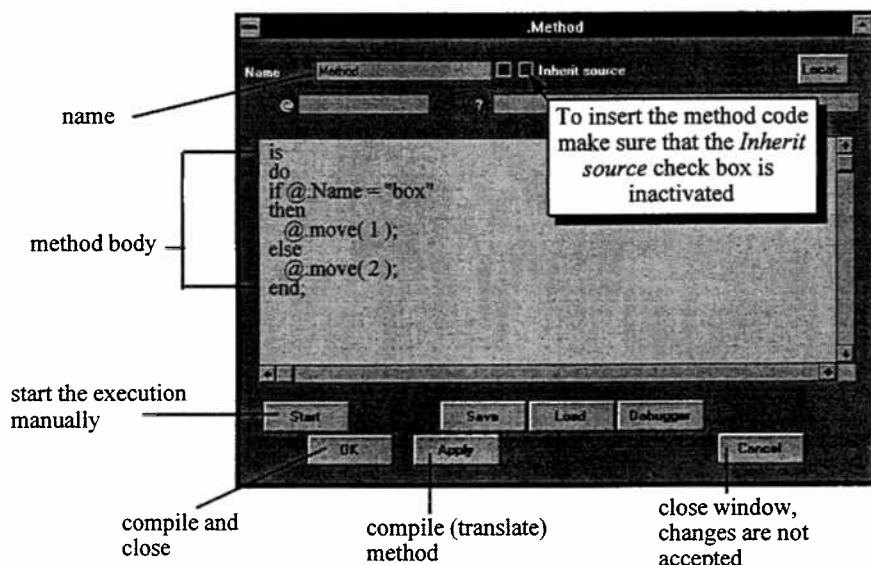 .Method
Name
Method
Inherit source
Locat.
@
?
name
To insert the method code
make sure that the Inherit
source check box is
inactivated
is
do
if @.Name = "box"
then
@.move( 1 );
else
@.move( 2 );
end;
method body
start the execution
manually
Start
Save
Load
Debugger
OK
Apply
Cancel
compile and
close
compile (translate)
method
close window,
changes are not
accepted